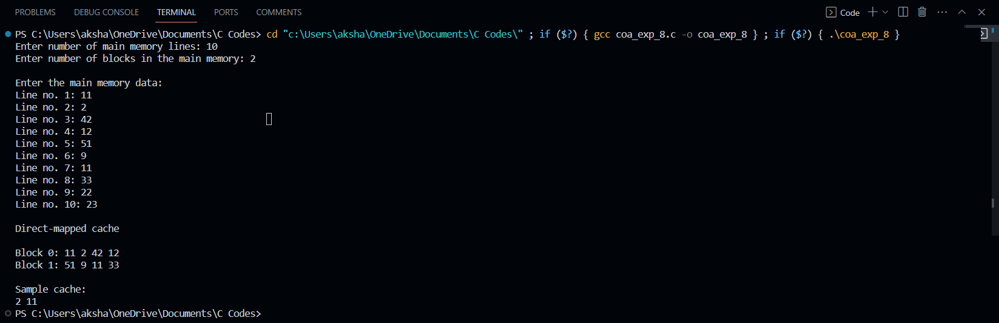 PROBLEMS DEBUG CONSOLE TERMINAL PORTS COMMENTS Code
PS C:\Users\aksha\OneDrive\Documents\C Codes> cd "c:\Users\aksha\OneDrive\Documents\C Codes\" ; if ($?) { gcc coa_exp_8.c -o coa_exp_8 } ; if ($?) { .\coa_exp_8 }
Enter number of main memory lines: 10
Enter number of blocks in the main memory: 2
Enter the main memory data:
Line no. 1: 11
Line no. 2: 2
Line no. 3: 42
Line no. 4: 12
Line no. 5: 51
Line no. 6: 9
Line no. 7: 11
Line no. 8: 33
Line no. 9: 22
Line no. 10: 23
Direct-mapped cache
Block 0: 11 2 42 12
Block 1: 51 9 11 33
Sample cache:
2 11
PS C:\Users\aksha\OneDrive\Documents\C Codes>